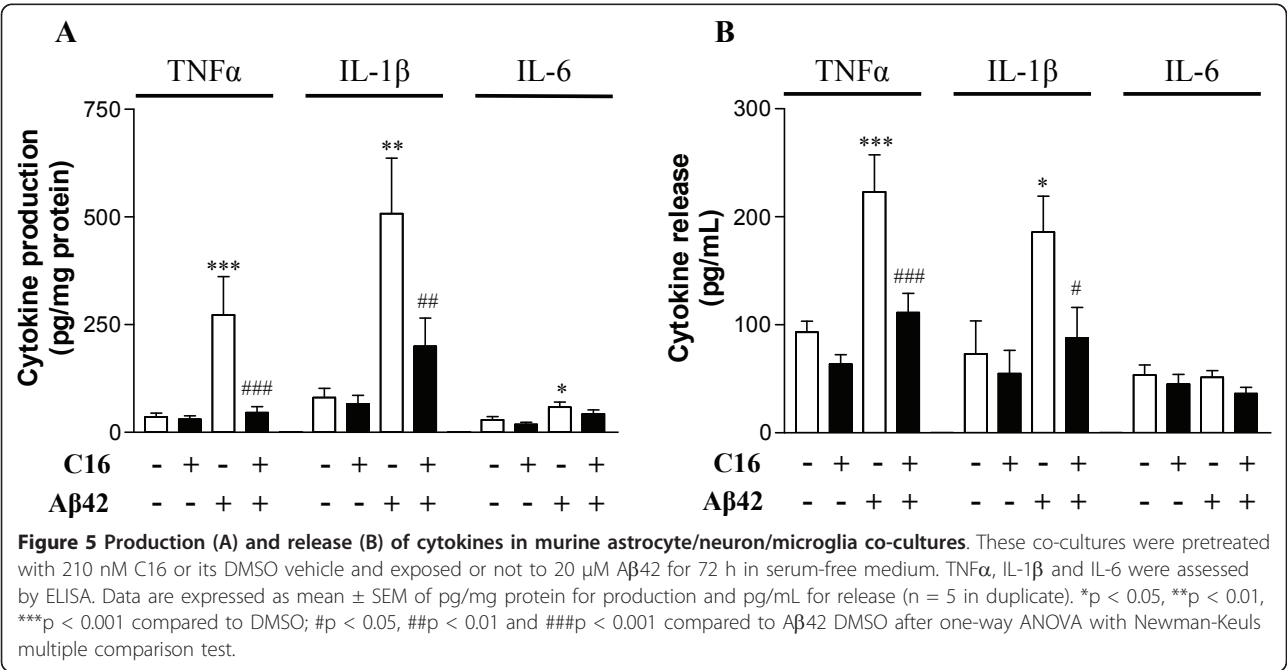 A
TNFα IL-1β IL-6
Cytokine production
(pg/mg protein)
750
500
250
0
***
###
**
##
*
C16 - + - + - + - + - + - +
Aβ42 - - + + - - + + - - + +
B
TNFα IL-1β IL-6
Cytokine release
(pg/mL)
300
200
100
0
***
###
*
#
C16 - + - + - + - + - + - +
Aβ42 - - + + - - + + - - + +
Figure 5 Production (A) and release (B) of cytokines in murine astrocyte/neuron/microglia co-cultures. These co-cultures were pretreated
with 210 nM C16 or its DMSO vehicle and exposed or not to 20 μM Aβ42 for 72 h in serum-free medium. TNFα, IL-1β and IL-6 were assessed
by ELISA. Data are expressed as mean ± SEM of pg/mg protein for production and pg/mL for release (n = 5 in duplicate). *p < 0.05, **p < 0.01,
***p < 0.001 compared to DMSO; #p < 0.05, ##p < 0.01 and ###p < 0.001 compared to Aβ42 DMSO after one-way ANOVA with Newman-Keuls
multiple comparison test.